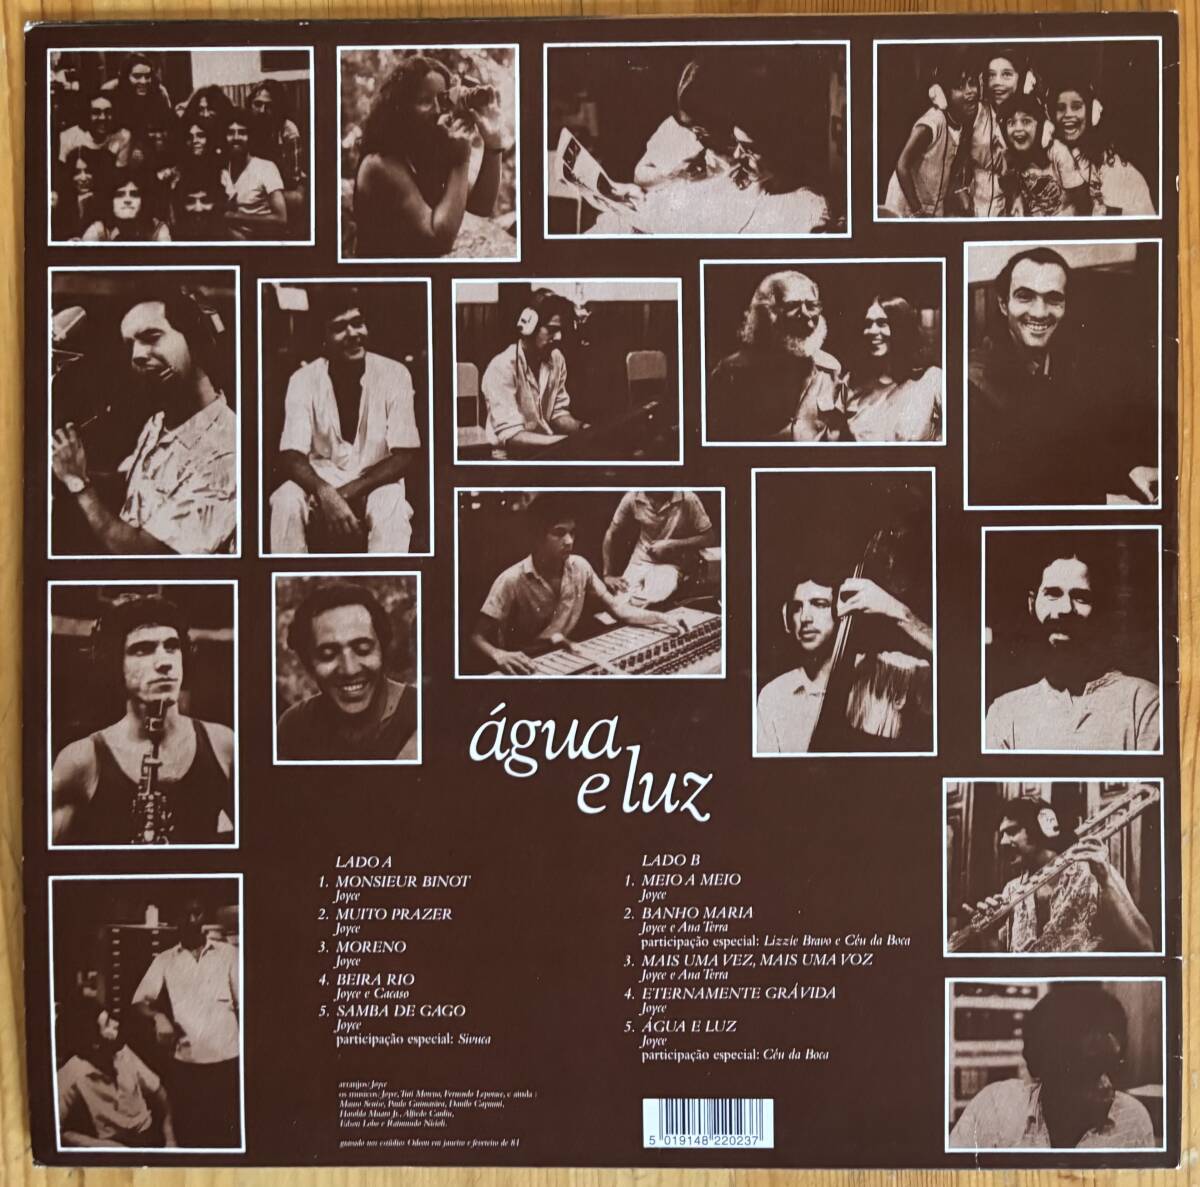 água
e luz
LADO A
1. MONSIEUR BINOT
Joyce
2. MUITO PRAZER
Joyce
3. MORENO
Joyce
4. BEIRA RIO
Joyce e Cacaso
5. SAMBA DE GAGO
Joyce
participação especial: Sivuca
arranjos: Joyce
os músicos: Joyce, Tuti Moreno, Fernando Leporace, e ainda :
Mauro Senise, Paulo Guimarães, Danilo Caymmi,
Haroldo Mauro Jr., Alfredo Cardim,
Edson Lobo e Raimundo Nicioli.
gravado nos estúdios Odeon em janeiro e fevereiro de 81
LADO B
1. MEIO A MEIO
Joyce
2. BANHO MARIA
Joyce e Ana Terra
participação especial: Lizzie Bravo e Céu da Boca
3. MAIS UMA VEZ, MAIS UMA VOZ
Joyce e Ana Terra
4. ETERNAMENTE GRÁVIDA
Joyce
5. ÁGUA E LUZ
Joyce
participação especial: Céu da Boca
5 019148 220237